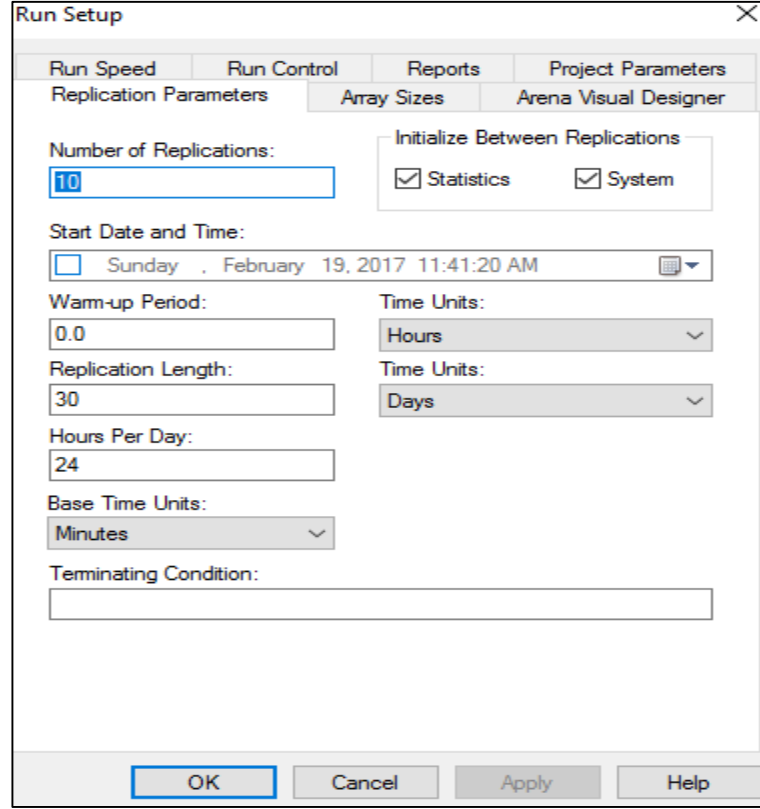 Run Setup
Run Speed Run Control Reports Project Parameters
Replication Parameters Array Sizes Arena Visual Designer
Number of Replications:
10
Initialize Between Replications
Statistics System
Start Date and Time:
Sunday , February 19, 2017 11:41:20 AM
Warm-up Period: Time Units:
0.0 Hours
Replication Length: Time Units:
30 Days
Hours Per Day:
24
Base Time Units:
Minutes
Terminating Condition:
OK Cancel Apply Help